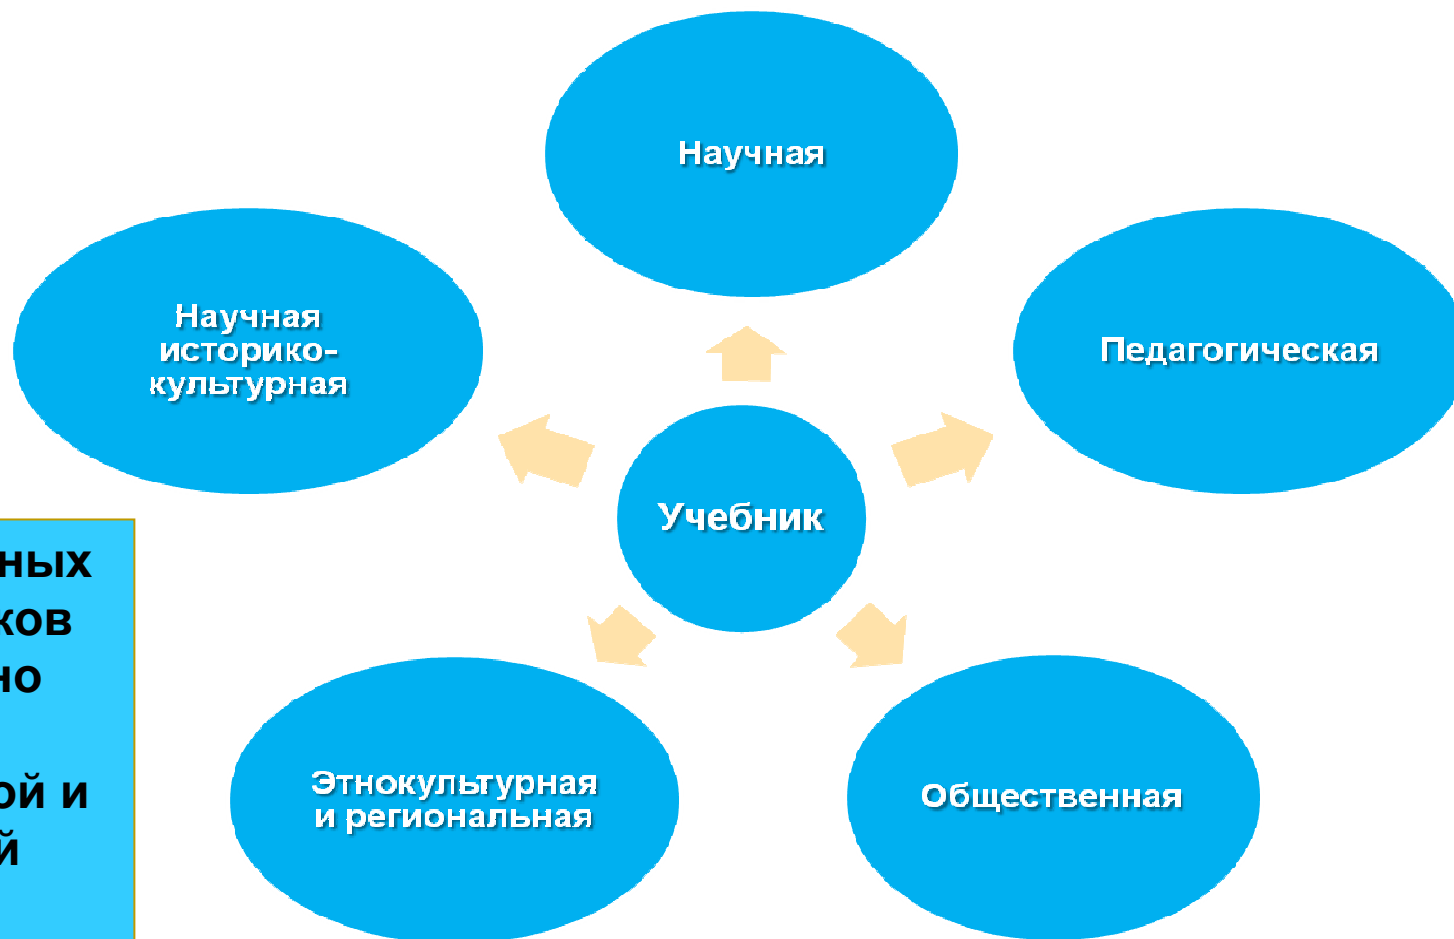 Научная
Научная
историко-
культурная
Педагогическая
Учебник
Этнокультурная
и региональная
Общественная
ных
ков
но
ой и
й